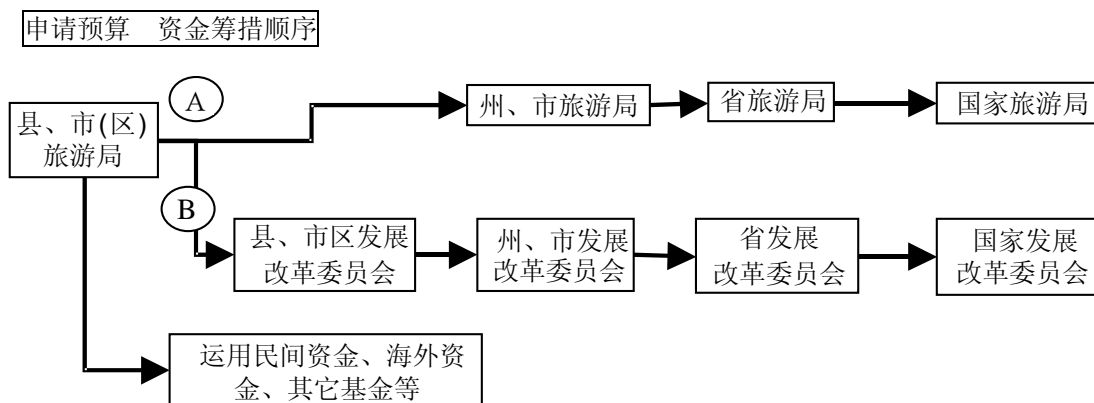 申请预算　资金筹措顺序
A
州、市旅游局
省旅游局
国家旅游局
县、市(区)
旅游局
B
县、市区发展
改革委员会
州、市发展
改革委员会
省发展
改革委员会
国家发展
改革委员会
运用民间资金、海外资
金、其它基金等